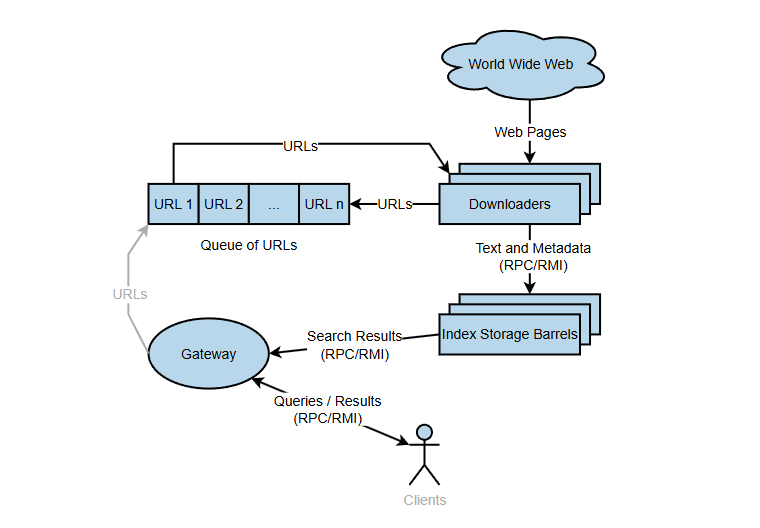 World Wide Web
Web Pages
URLs
URL 1
URL 2
...
URL n
URLs
Downloaders
Queue of URLs
Text and Metadata
(RPC/RMI)
URLs
Search Results
(RPC/RMI)
Index Storage Barrels
Gateway
Queries / Results
(RPC/RMI)
Clients